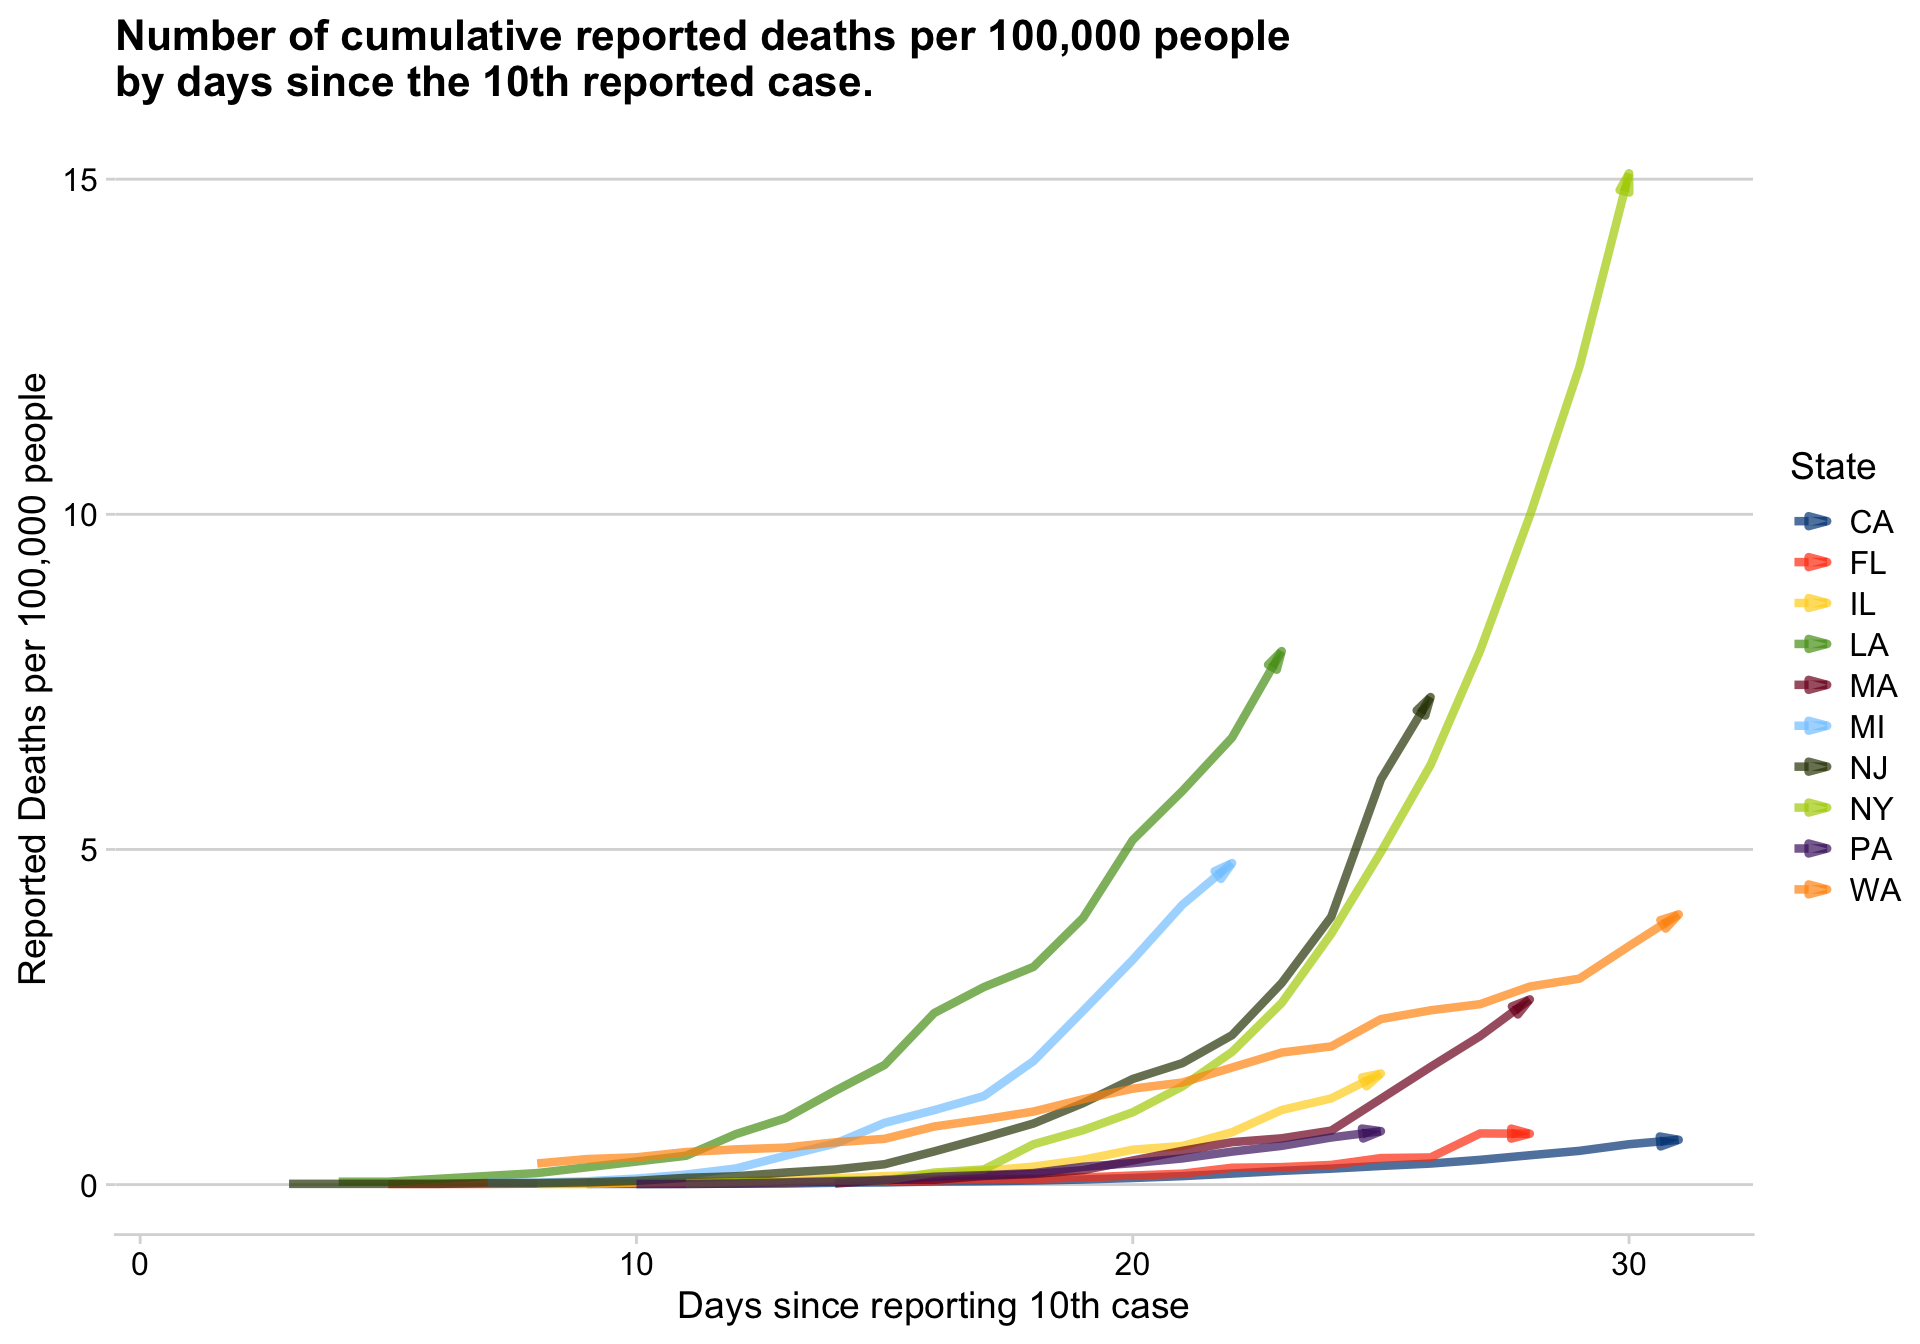 Number of cumulative reported deaths per 100,000 people
by days since the 10th reported case.
Reported Deaths per 100,000 people
15
10
5
0
0
10
20
30
Days since reporting 10th case
State
CA
FL
IL
LA
MA
MI
NJ
NY
PA
WA